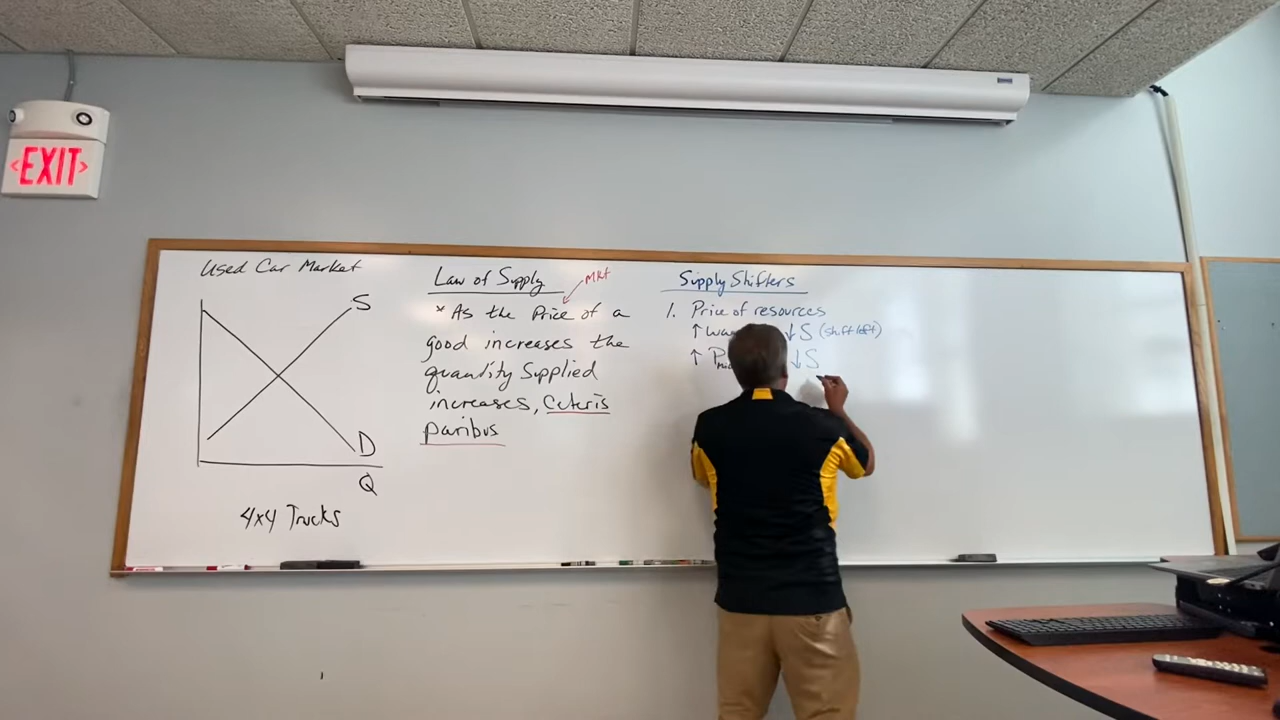 EXIT
Used Car Market
S
D
Q
4x4 Trucks
Law of Supply
Mkt
* As the Price of a
good increases the
quantity Supplied
increases, Ceteris
paribus
Supply Shifters
1. Price of resources
↑ ↓ S (shift left)
↑ P ↓ S